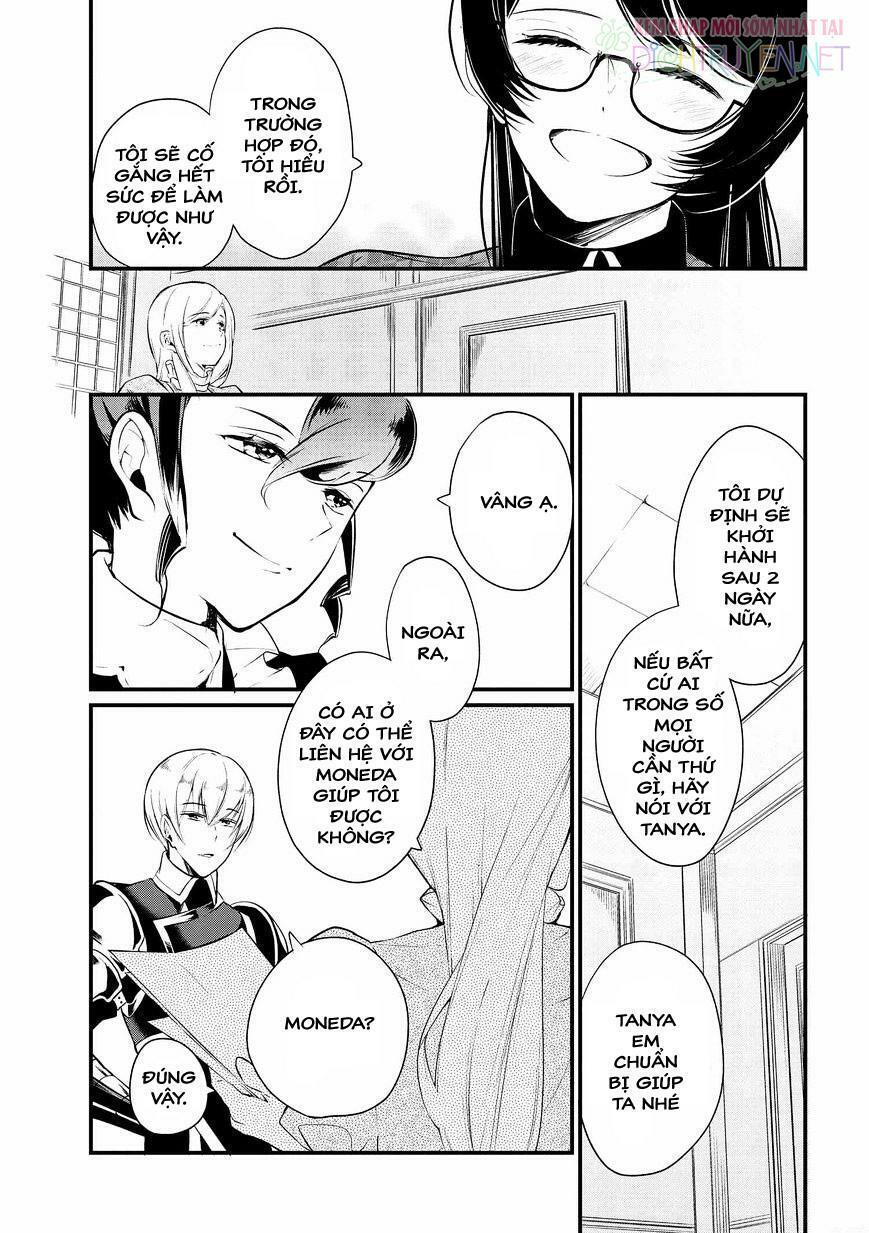 XEM CHAP MỚI SỚM NHẤT TẠI
DICHTRUYEN.NET
TRONG
TRƯỜNG
HỢP ĐÓ,
TÔI HIỂU
RỒI.
TÔI SẼ CỐ
GẮNG HẾT
SỨC ĐỂ LÀM
ĐƯỢC NHƯ
VẬY.
TÔI DỰ
ĐỊNH SẼ
KHỞI
HÀNH
SAU 2
NGÀY
NỮA,
NẾU BẤT
CỨ AI
TRONG SỐ
MỌI
NGƯỜI
CẦN THỨ
GÌ, HÃY
NÓI VỚI
TANYA.
TANYA
EM
CHUẨN
BỊ GIÚP
TA NHÉ
VÂNG Ạ.
NGOÀI
RA,
CÓ AI Ở
ĐÂY CÓ THỂ
LIÊN HỆ VỚI
MONEDA
GIÚP TÔI
ĐƯỢC
KHÔNG?
MONEDA?
ĐÚNG
VẬY.